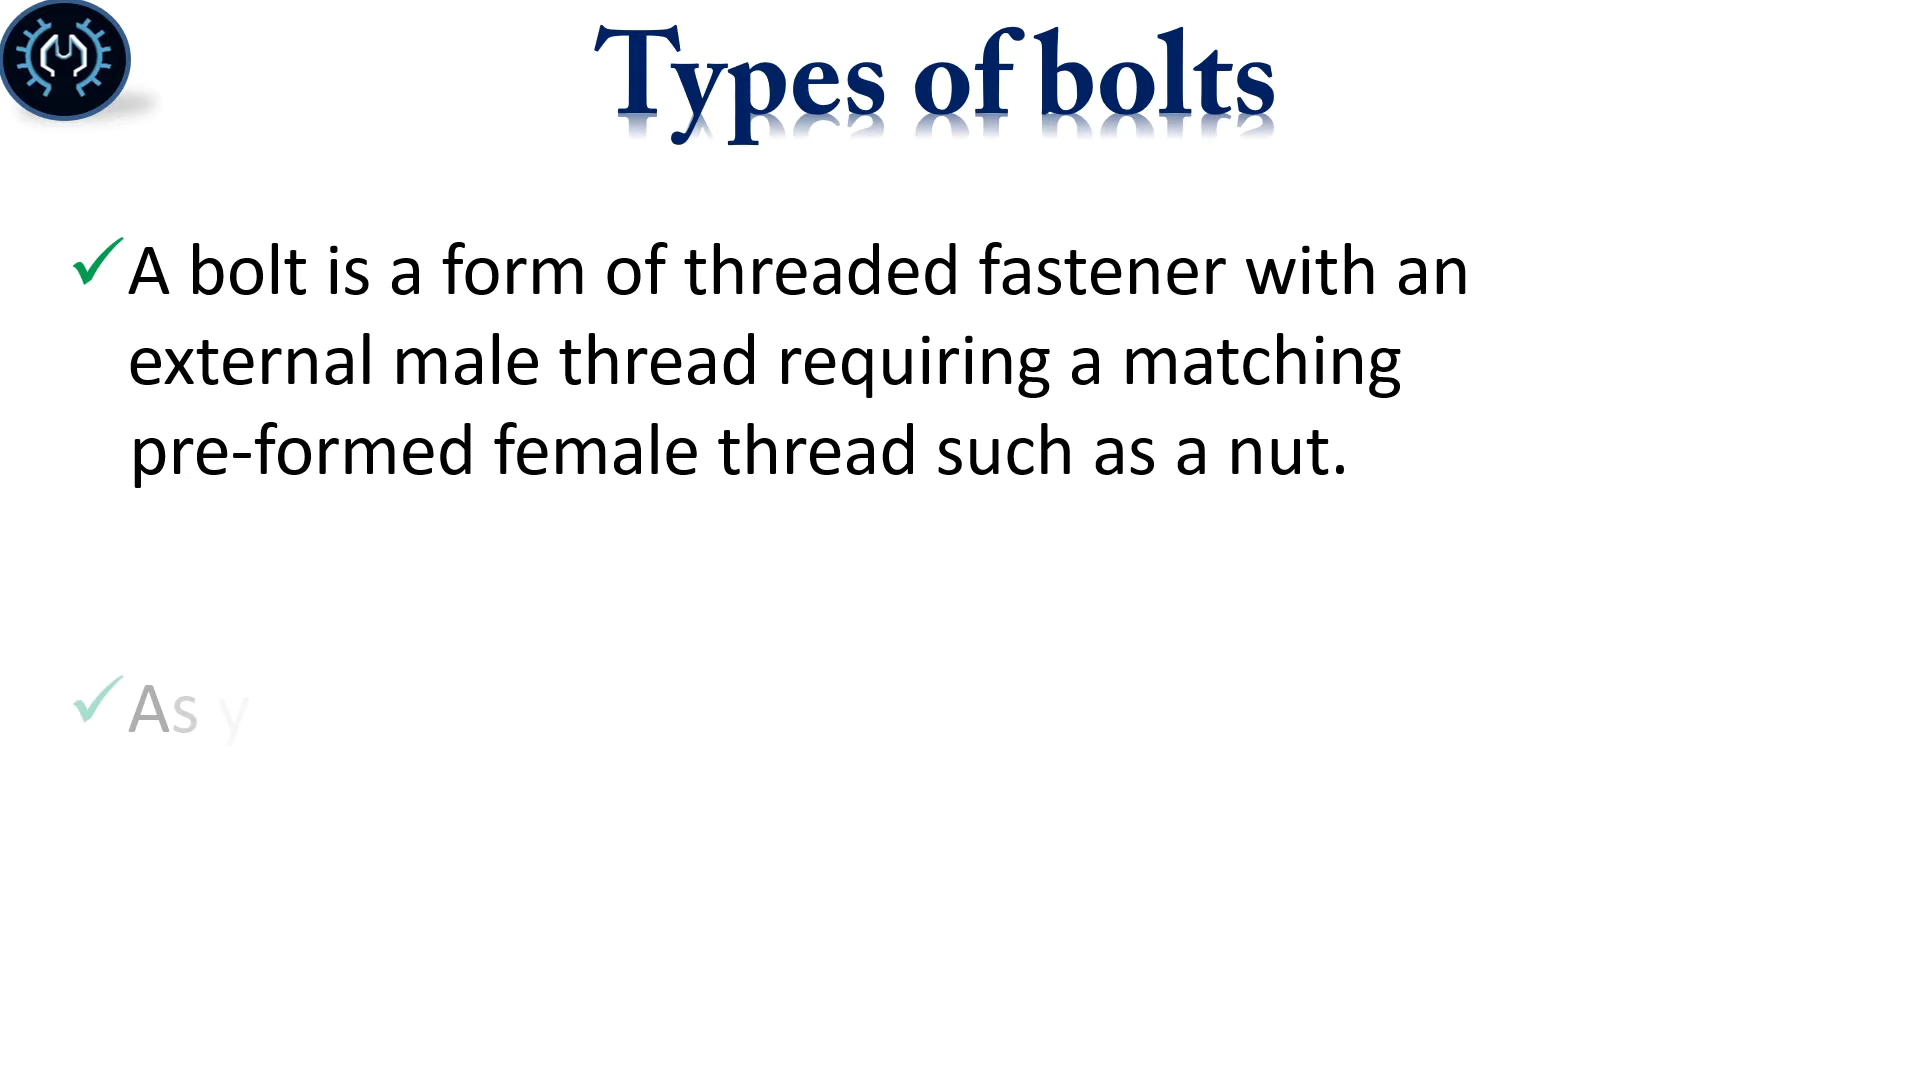 Types of bolts
A bolt is a form of threaded fastener with an
external male thread requiring a matching
pre-formed female thread such as a nut.
As y